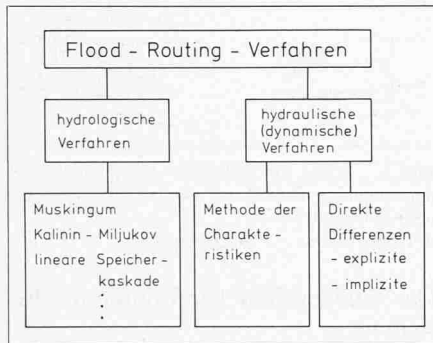 Flood - Routing - Verfahren
hydrologische
Verfahren
hydraulische
(dynamische)
Verfahren
Muskingum
Kalinin - Miljukov
lineare Speicher -
kaskade
Methode der
Charakte -
ristiken
Direkte
Differenzen
- explizite
- implizite